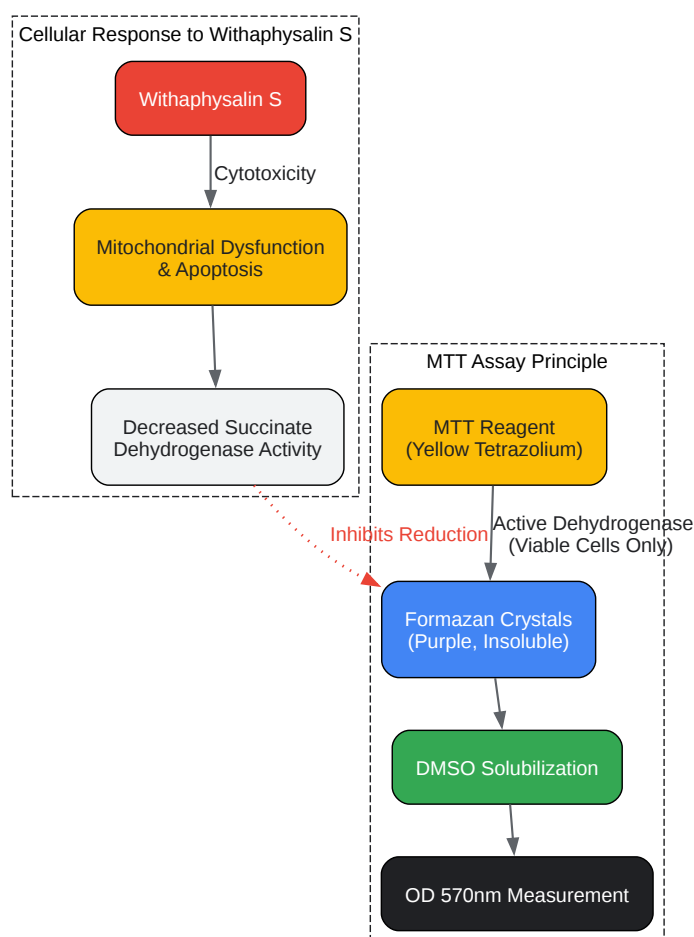 Cellular Response to Withaphysalin S
Withaphysalin S
Cytotoxicity
Mitochondrial Dysfunction
& Apoptosis
Decreased Succinate
Dehydrogenase Activity
MTT Assay Principle
MTT Reagent
(Yellow Tetrazolium)
Inhibits Reduction
Active Dehydrogenase
(Viable Cells Only)
Formazan Crystals
(Purple, Insoluble)
DMSO Solubilization
OD 570nm Measurement